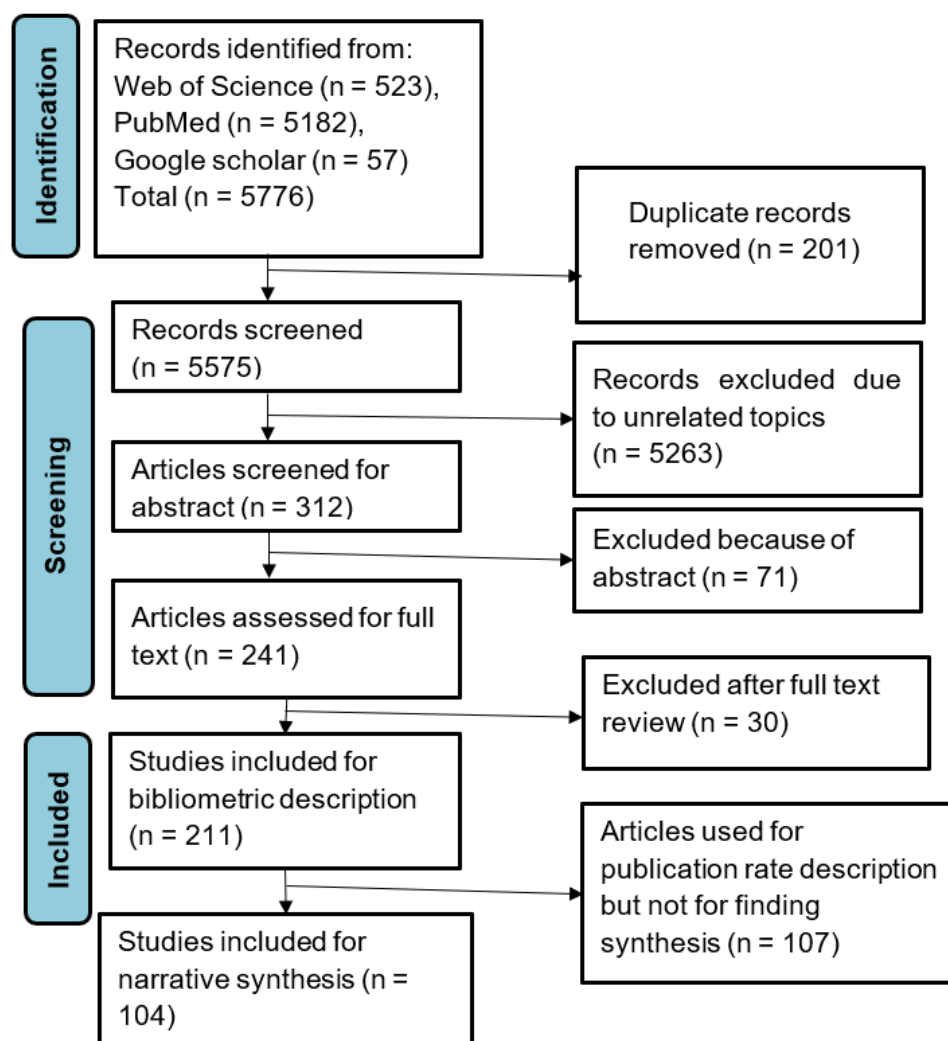 Identification
Records identified from:
Web of Science (n = 523),
PubMed (n = 5182),
Google scholar (n = 57)
Total (n = 5776)
Duplicate records
removed (n = 201)
Screening
Records screened
(n = 5575)
Records excluded due
to unrelated topics
(n = 5263)
Articles screened for
abstract (n = 312)
Excluded because of
abstract (n = 71)
Articles assessed for full
text (n = 241)
Excluded after full text
review (n = 30)
Included
Studies included for
bibliometric description
(n = 211)
Articles used for
publication rate description
but not for finding
synthesis (n = 107)
Studies included for
narrative synthesis (n =
104)